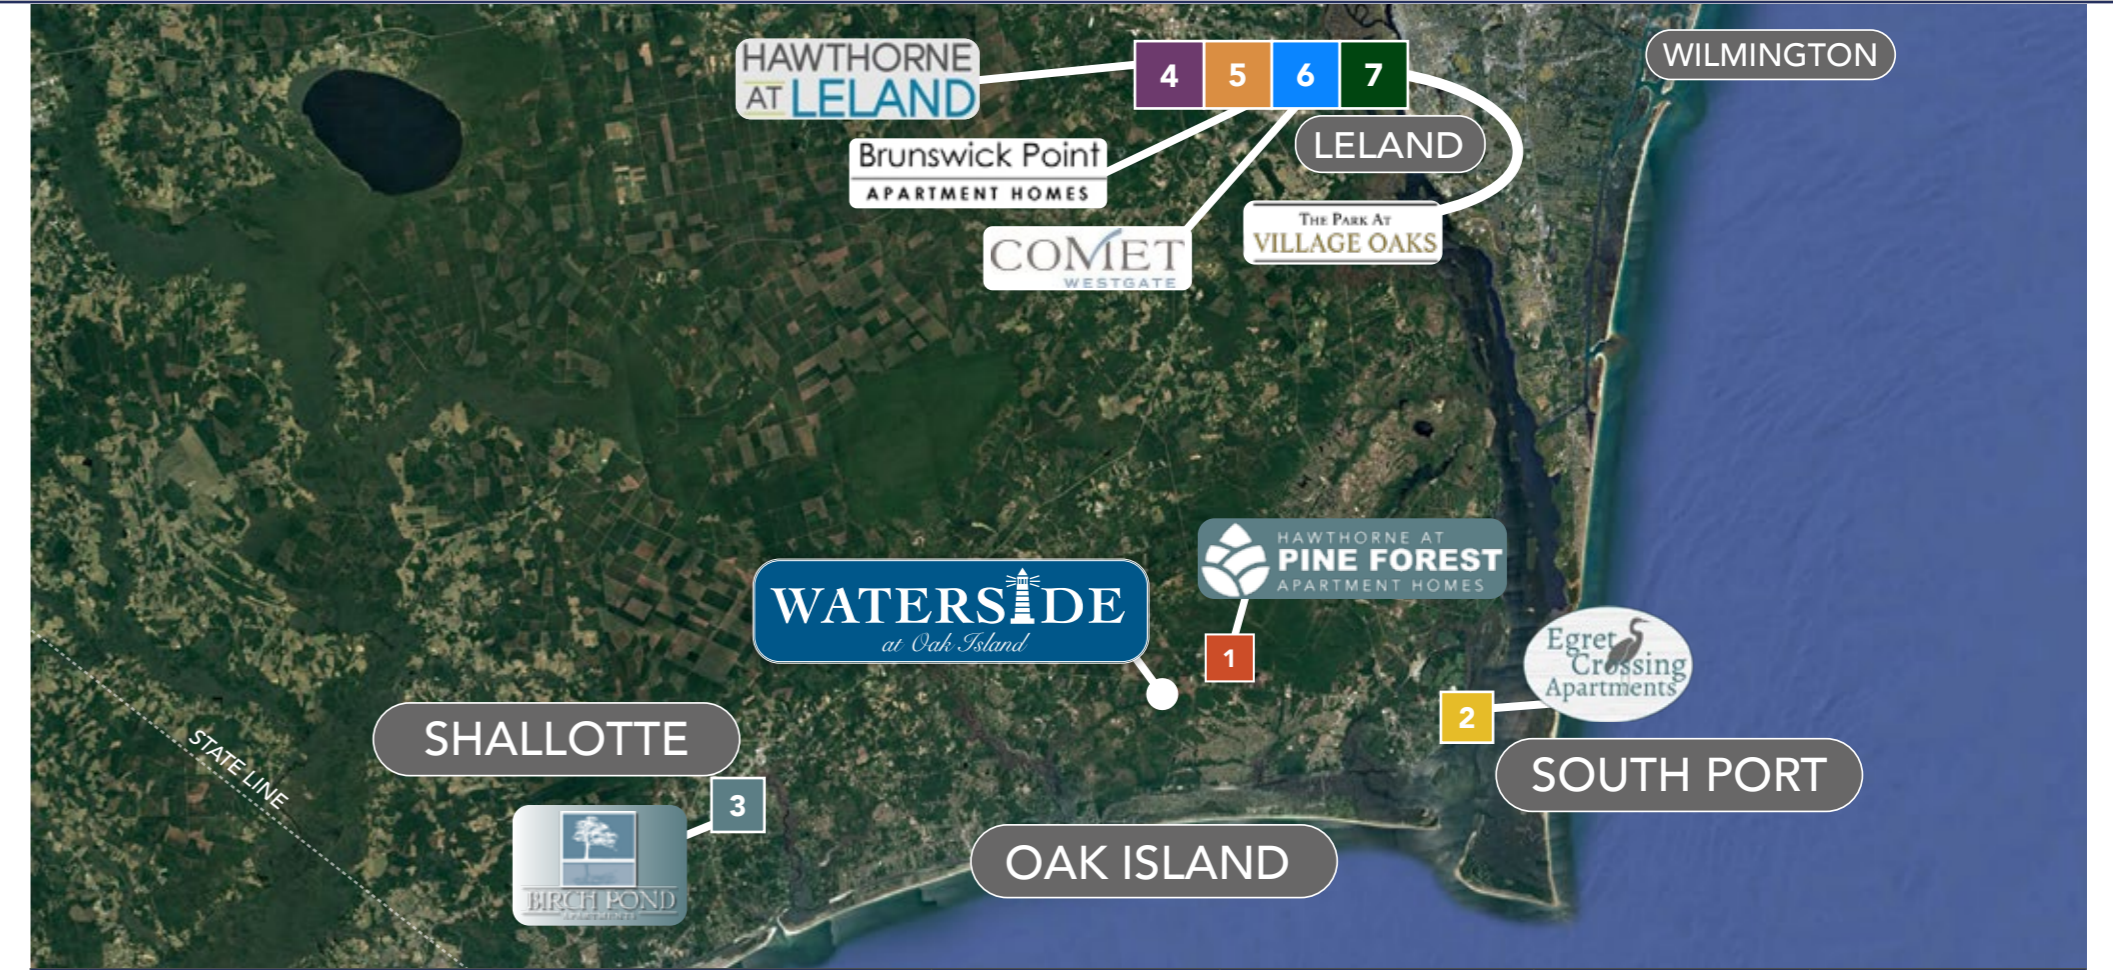 HAWTHORNE
AT LELAND
4 5 6 7
WILMINGTON
Brunswick Point
APARTMENT HOMES
LELAND
COMET
WESTGATE
THE PARK AT
VILLAGE OAKS
HAWTHORNE AT
PINE FOREST
APARTMENT HOMES
WATERSIDE
at Oak Island
1
Egret
Crossing
Apartments
2
SHALLOTTE
STATE LINE
SOUTH PORT
3
BIRCH POND
APARTMENTS
OAK ISLAND